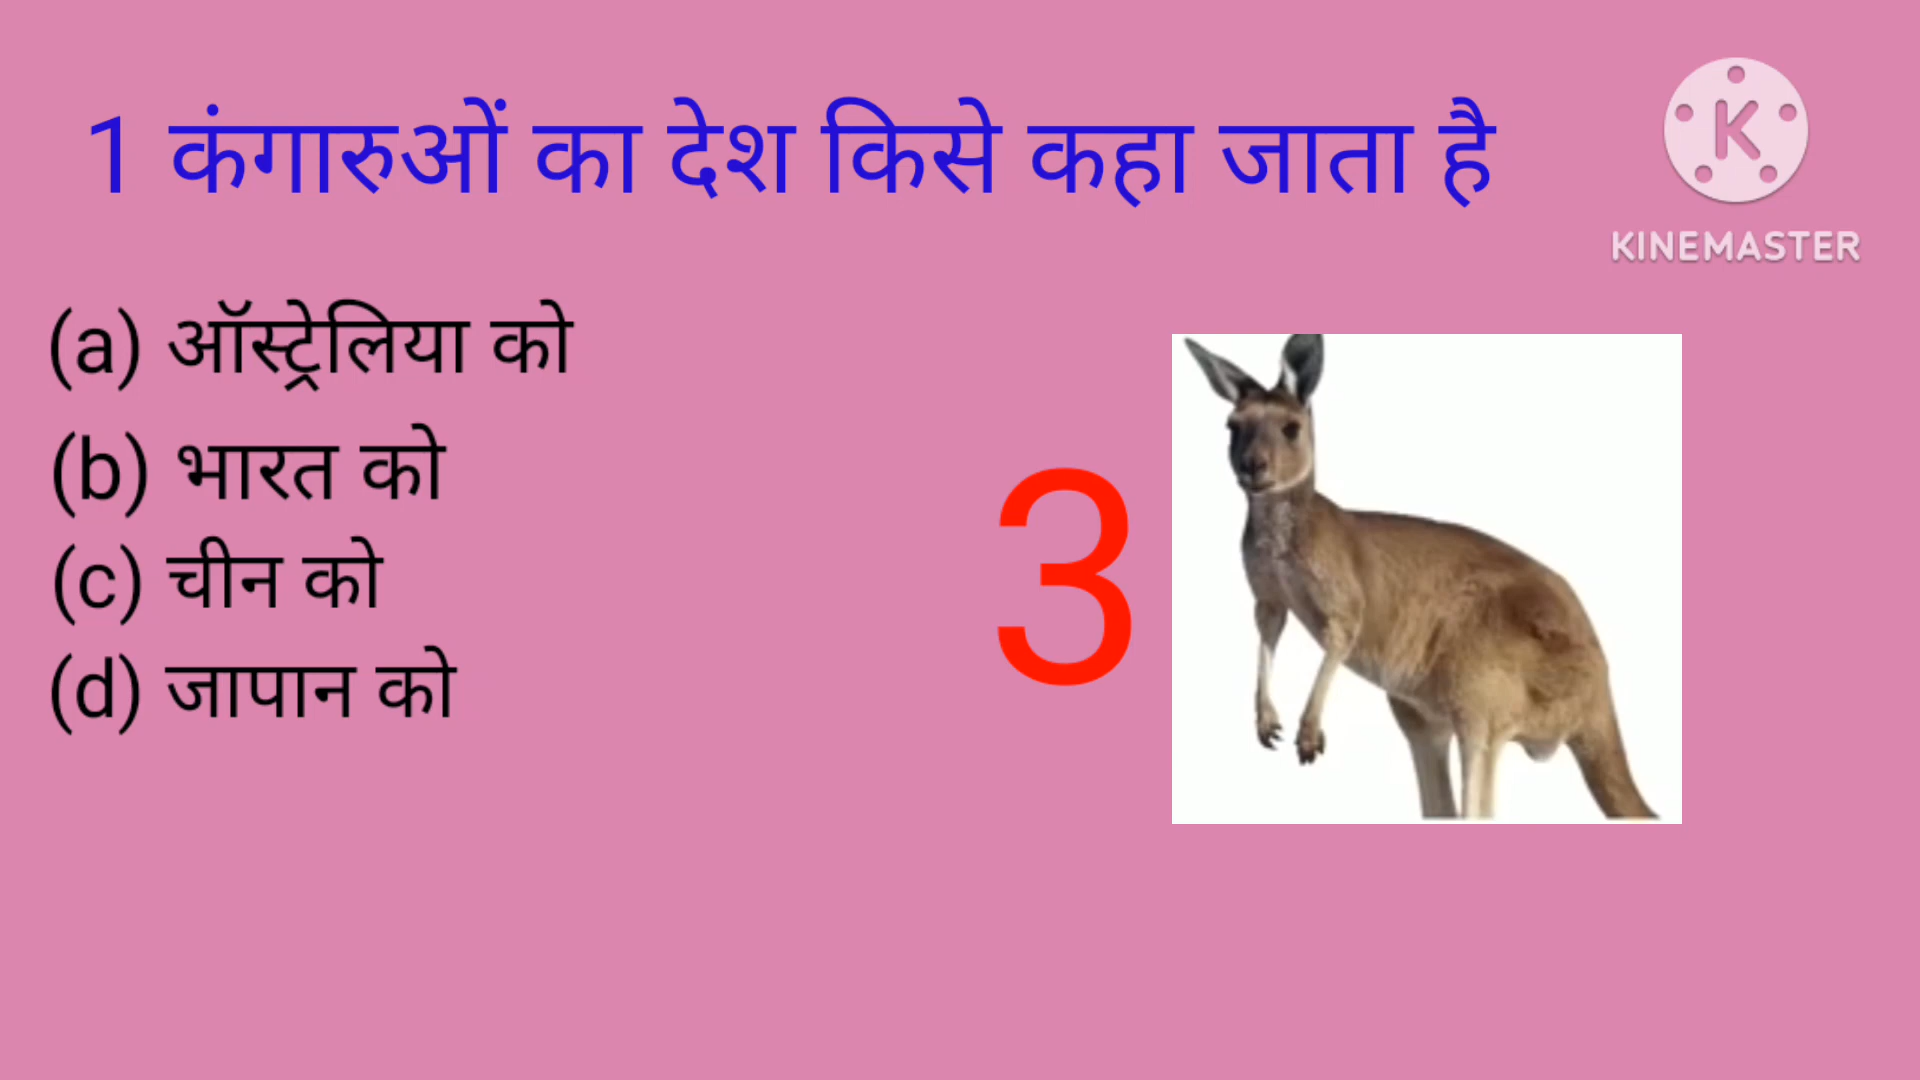 1 कंगारुओं का देश किसे कहा जाता है
K
KINEMASTER
(a) ऑस्ट्रेलिया को
(b) भारत को
(c) चीन को
(d) जापान को
3